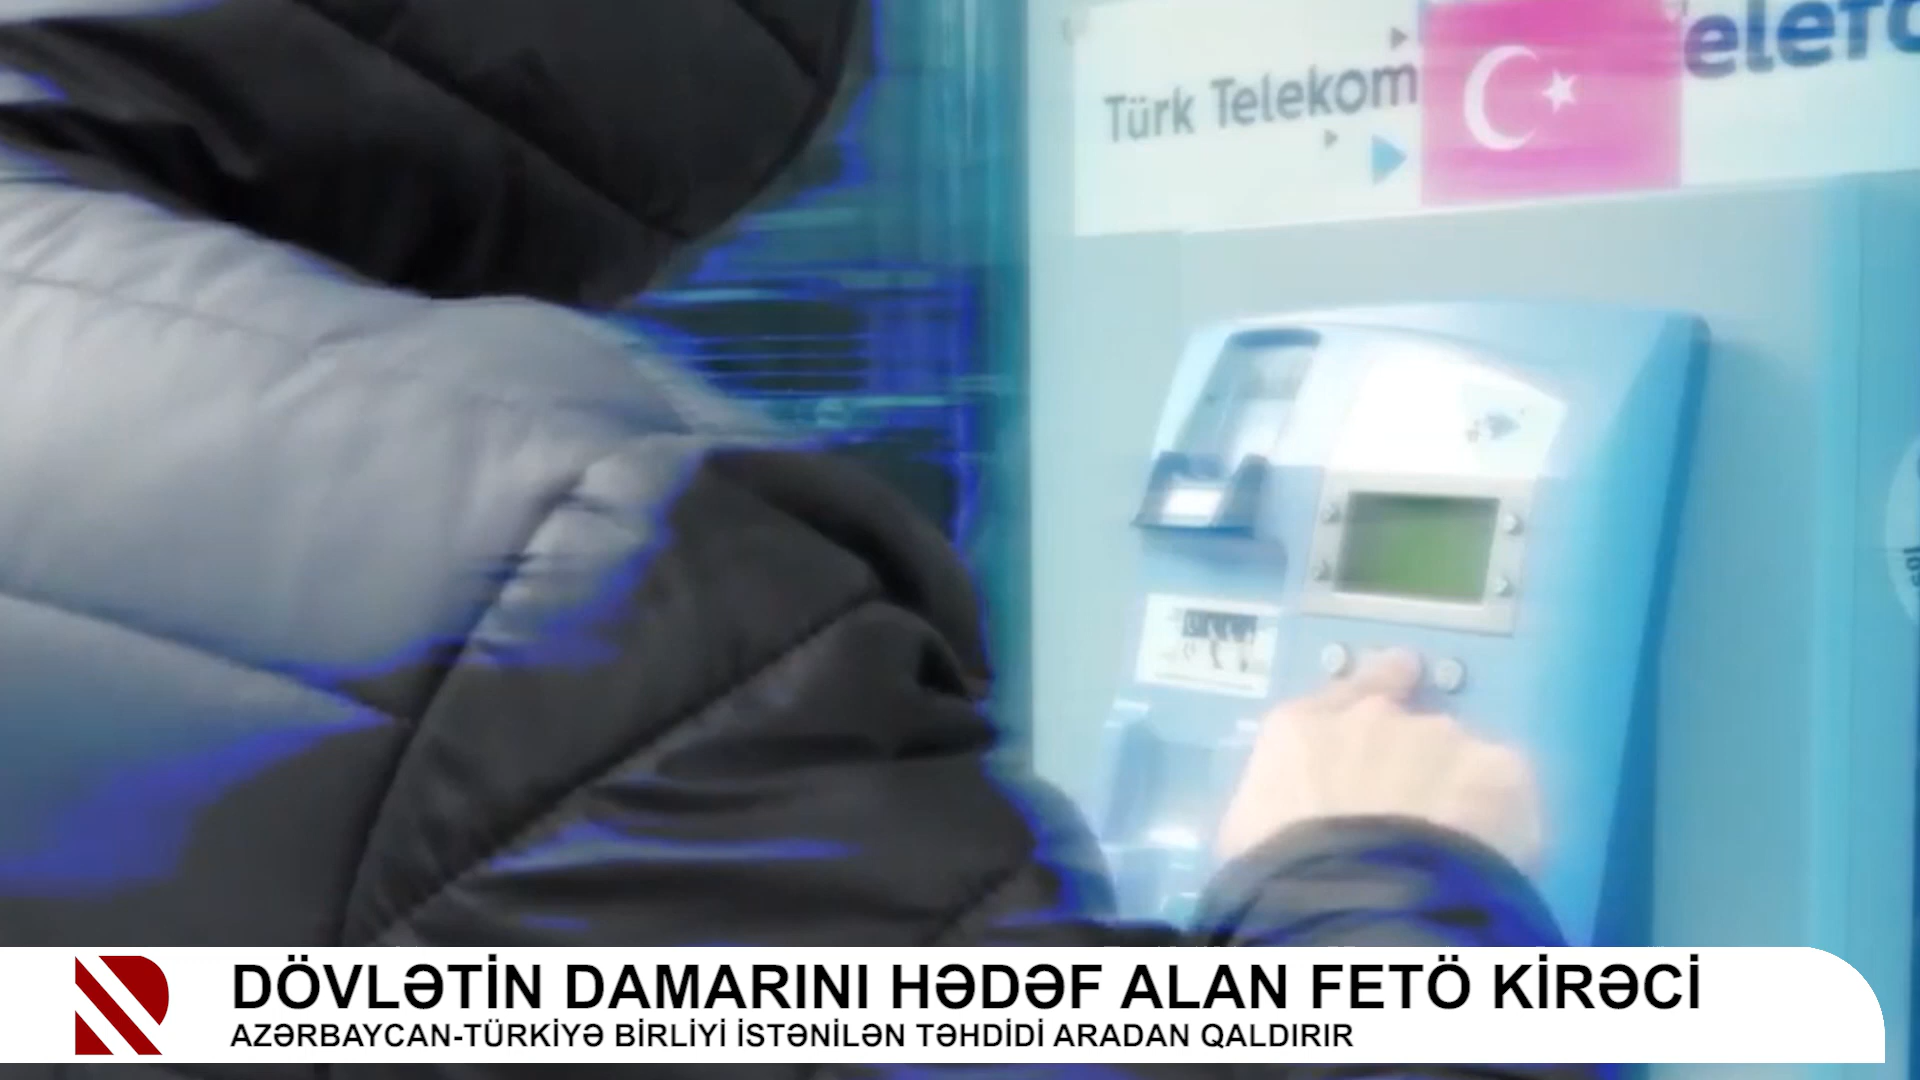 Türk Telekom
DÖVLƏTİN DAMARINI HƏDƏF ALAN FETÖ KİRƏCİ
AZƏRBAYCAN-TÜRKİYƏ BİRLİYİ İSTƏNİLƏN TƏHDİDİ ARADAN QALDIRIR